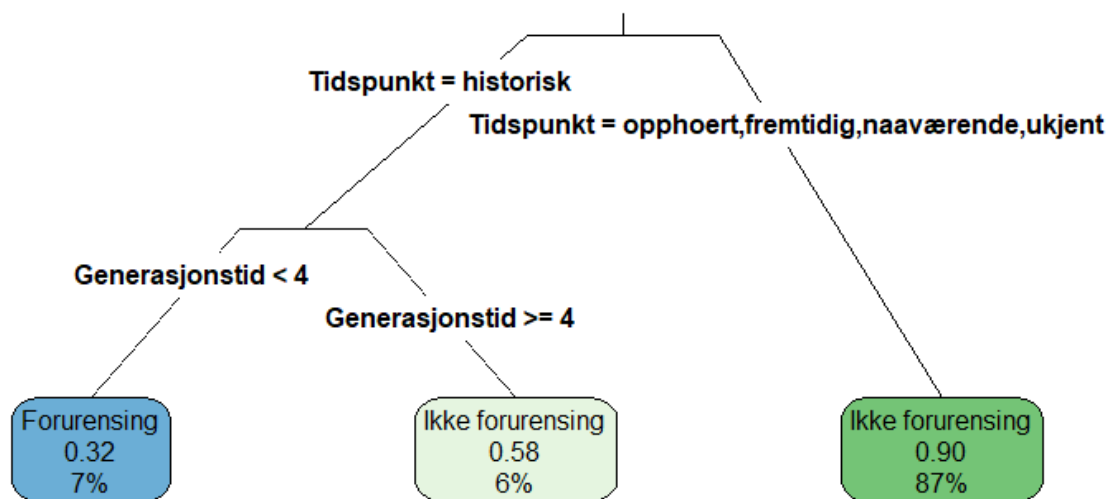 Tidspunkt = historisk
Tidspunkt = opphoert,fremtidig,naaværende,ukjent
Generasjonstid < 4
Generasjonstid >= 4
Forurensing
0.32
7%
Ikke forurensing
0.58
6%
Ikke forurensing
0.90
87%